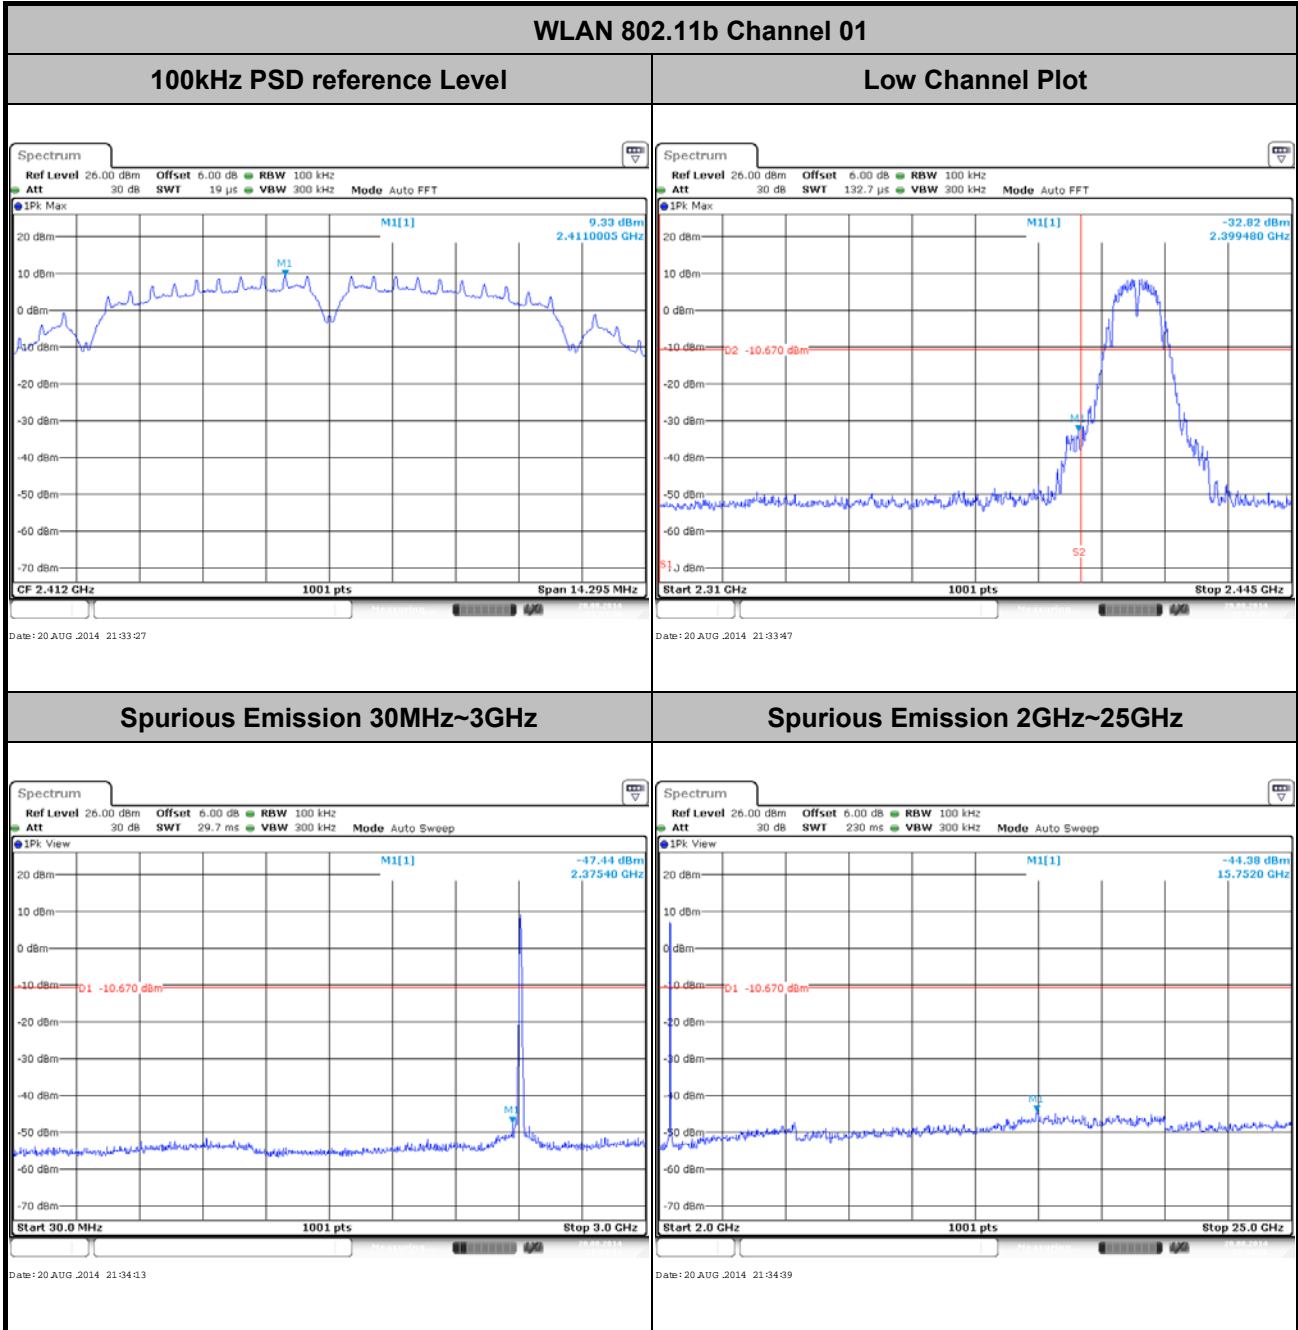 WLAN 802.11b Channel 01
100kHz PSD reference Level
Low Channel Plot
Spectrum
Ref Level 26.00 dBm Offset 6.00 dB RBW 100 kHz
Att 30 dB SWT 19 µs VBW 300 kHz Mode Auto FFT
1Pk Max
M1[1] 9.33 dBm
2.4110005 GHz
M1
20 dBm
10 dBm
0 dBm
-10 dBm
-20 dBm
-30 dBm
-40 dBm
-50 dBm
-60 dBm
-70 dBm
CF 2.412 GHz 1001 pts Span 14.295 MHz
Date: 20.AUG.2014 21:33:27
Spectrum
Ref Level 26.00 dBm Offset 6.00 dB RBW 100 kHz
Att 30 dB SWT 132.7 µs VBW 300 kHz Mode Auto FFT
1Pk Max
M1[1] -32.82 dBm
2.399480 GHz
20 dBm
10 dBm
0 dBm
-10 dBm
D2 -10.670 dBm
-20 dBm
-30 dBm
M1
-40 dBm
-50 dBm
-60 dBm
S2
S1
Start 2.31 GHz 1001 pts Stop 2.445 GHz
Date: 20.AUG.2014 21:33:47
Spurious Emission 30MHz~3GHz
Spurious Emission 2GHz~25GHz
Spectrum
Ref Level 26.00 dBm Offset 6.00 dB RBW 100 kHz
Att 30 dB SWT 29.7 ms VBW 300 kHz Mode Auto Sweep
1Pk View
M1[1] -47.44 dBm
2.37540 GHz
20 dBm
10 dBm
0 dBm
-10 dBm
D1 -10.670 dBm
-20 dBm
-30 dBm
-40 dBm
M1
-50 dBm
-60 dBm
-70 dBm
Start 30.0 MHz 1001 pts Stop 3.0 GHz
Date: 20.AUG.2014 21:34:13
Spectrum
Ref Level 26.00 dBm Offset 6.00 dB RBW 100 kHz
Att 30 dB SWT 230 ms VBW 300 kHz Mode Auto Sweep
1Pk View
M1[1] -44.38 dBm
15.7520 GHz
20 dBm
10 dBm
0 dBm
-10 dBm
D1 -10.670 dBm
-20 dBm
-30 dBm
-40 dBm
M1
-50 dBm
-60 dBm
-70 dBm
Start 2.0 GHz 1001 pts Stop 25.0 GHz
Date: 20.AUG.2014 21:34:39